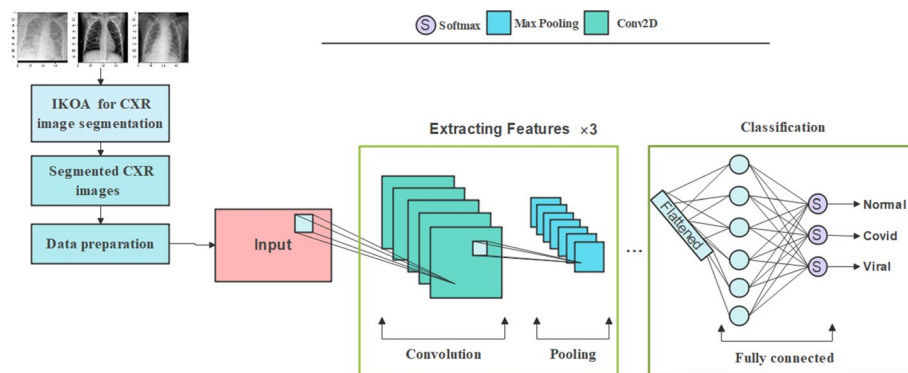 S Softmax Max Pooling Conv2D
IKOA for CXR
image segmentation
Segmented CXR
images
Data preparation
Input
Extracting Features ×3
Convolution
Pooling
...
Classification
Flattened
S
S
S
Normal
Covid
Viral
Fully connected